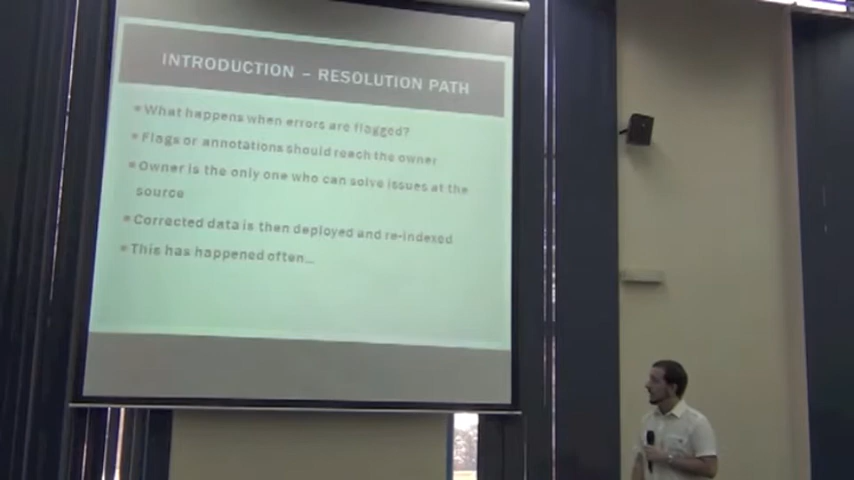 INTRODUCTION – RESOLUTION PATH
What happens when errors are flagged?
Flags or annotations should reach the owner
Owner is the only one who can solve issues at the
source
Corrected data is then deployed and re-indexed
This has happened often…